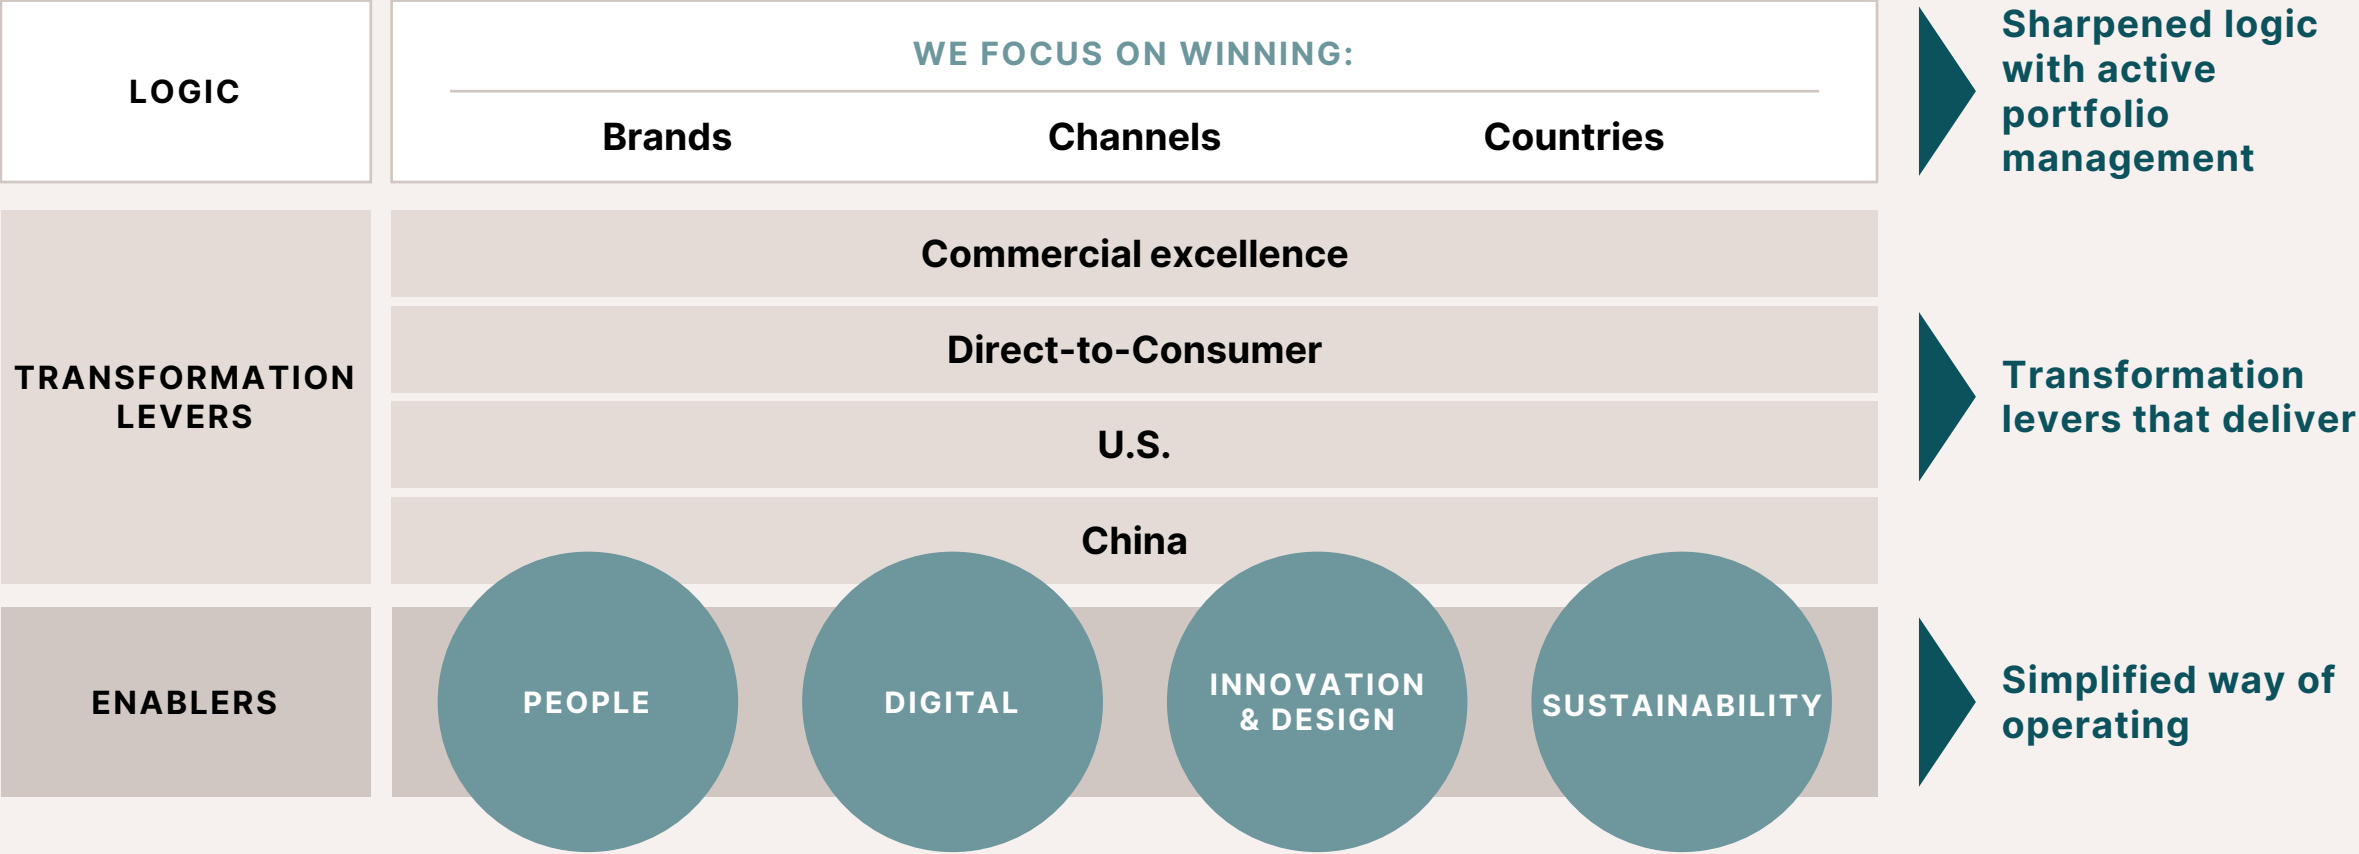 LOGIC
WE FOCUS ON WINNING:
Brands
Channels
Countries
Sharpened logic
with active
portfolio
management
TRANSFORMATION
LEVERS
Commercial excellence
Direct-to-Consumer
U.S.
China
Transformation
levers that deliver
ENABLERS
PEOPLE
DIGITAL
INNOVATION
& DESIGN
SUSTAINABILITY
Simplified way of
operating